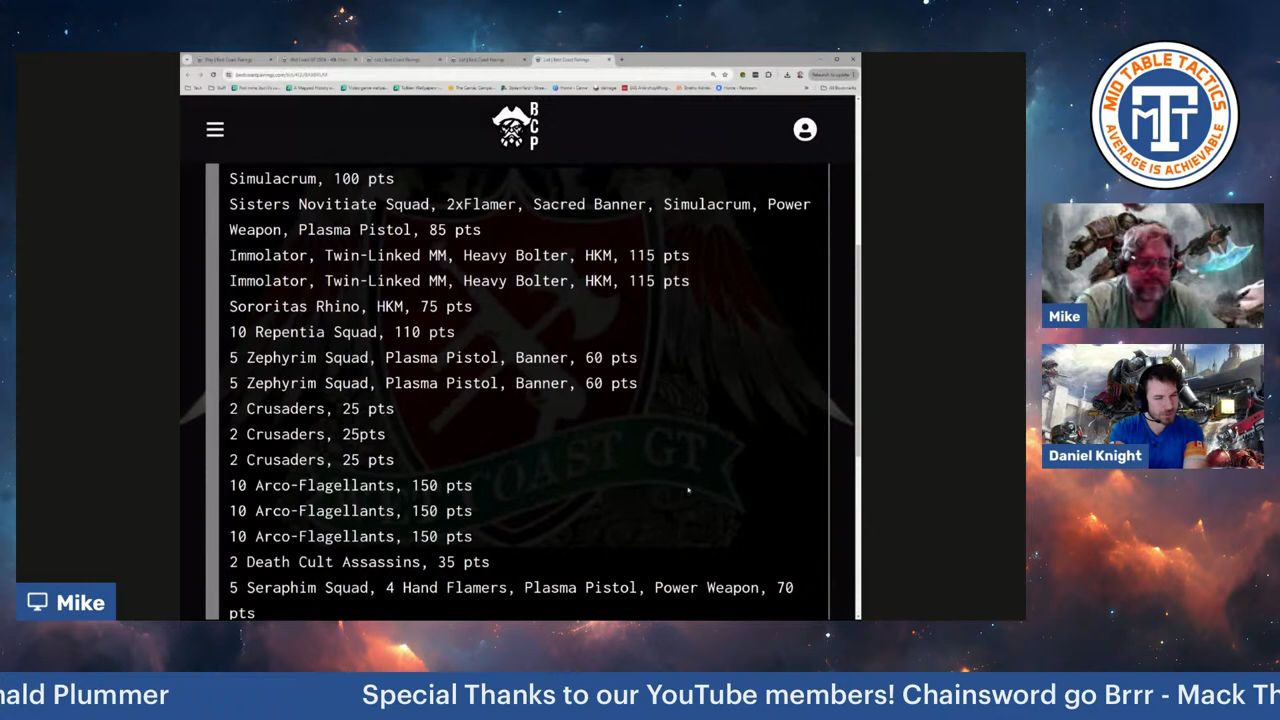 MID TABLE TACTICS
MTT
AVERAGE IS ACHIEVABLE
BCP
Simulacrum, 100 pts
Sisters Novitiate Squad, 2xFlamer, Sacred Banner, Simulacrum, Power
Weapon, Plasma Pistol, 85 pts
Immolator, Twin-Linked MM, Heavy Bolter, HKM, 115 pts
Immolator, Twin-Linked MM, Heavy Bolter, HKM, 115 pts
Sororitas Rhino, HKM, 75 pts
10 Repentia Squad, 110 pts
5 Zephyrim Squad, Plasma Pistol, Banner, 60 pts
5 Zephyrim Squad, Plasma Pistol, Banner, 60 pts
2 Crusaders, 25 pts
2 Crusaders, 25pts
2 Crusaders, 25 pts
10 Arco-Flagellants, 150 pts
10 Arco-Flagellants, 150 pts
10 Arco-Flagellants, 150 pts
2 Death Cult Assassins, 35 pts
5 Seraphim Squad, 4 Hand Flamers, Plasma Pistol, Power Weapon, 70
pts
COAST GT
Mike
Daniel Knight
Mike
nald Plummer
Special Thanks to our YouTube members! Chainsword go Brrr - Mack Th